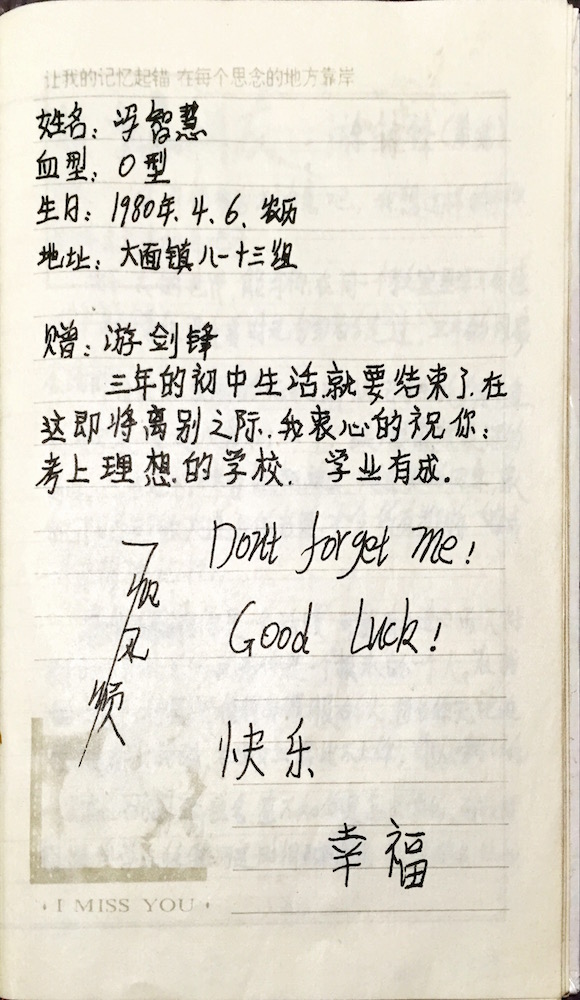 让我的记忆起锚 在每个思念的地方靠岸
姓名：冯智慧
血型：O型
生日：1980年.4.6.农历
地址：大面镇八一十三组
赠：游剑锋
三年的初中生活就要结束了.在
这即将离别之际.我衷心的祝你：
考上理想的学校.学业有成.
一帆风顺
Don't forget me!
Good Luck!
快乐
幸福
I MISS YOU